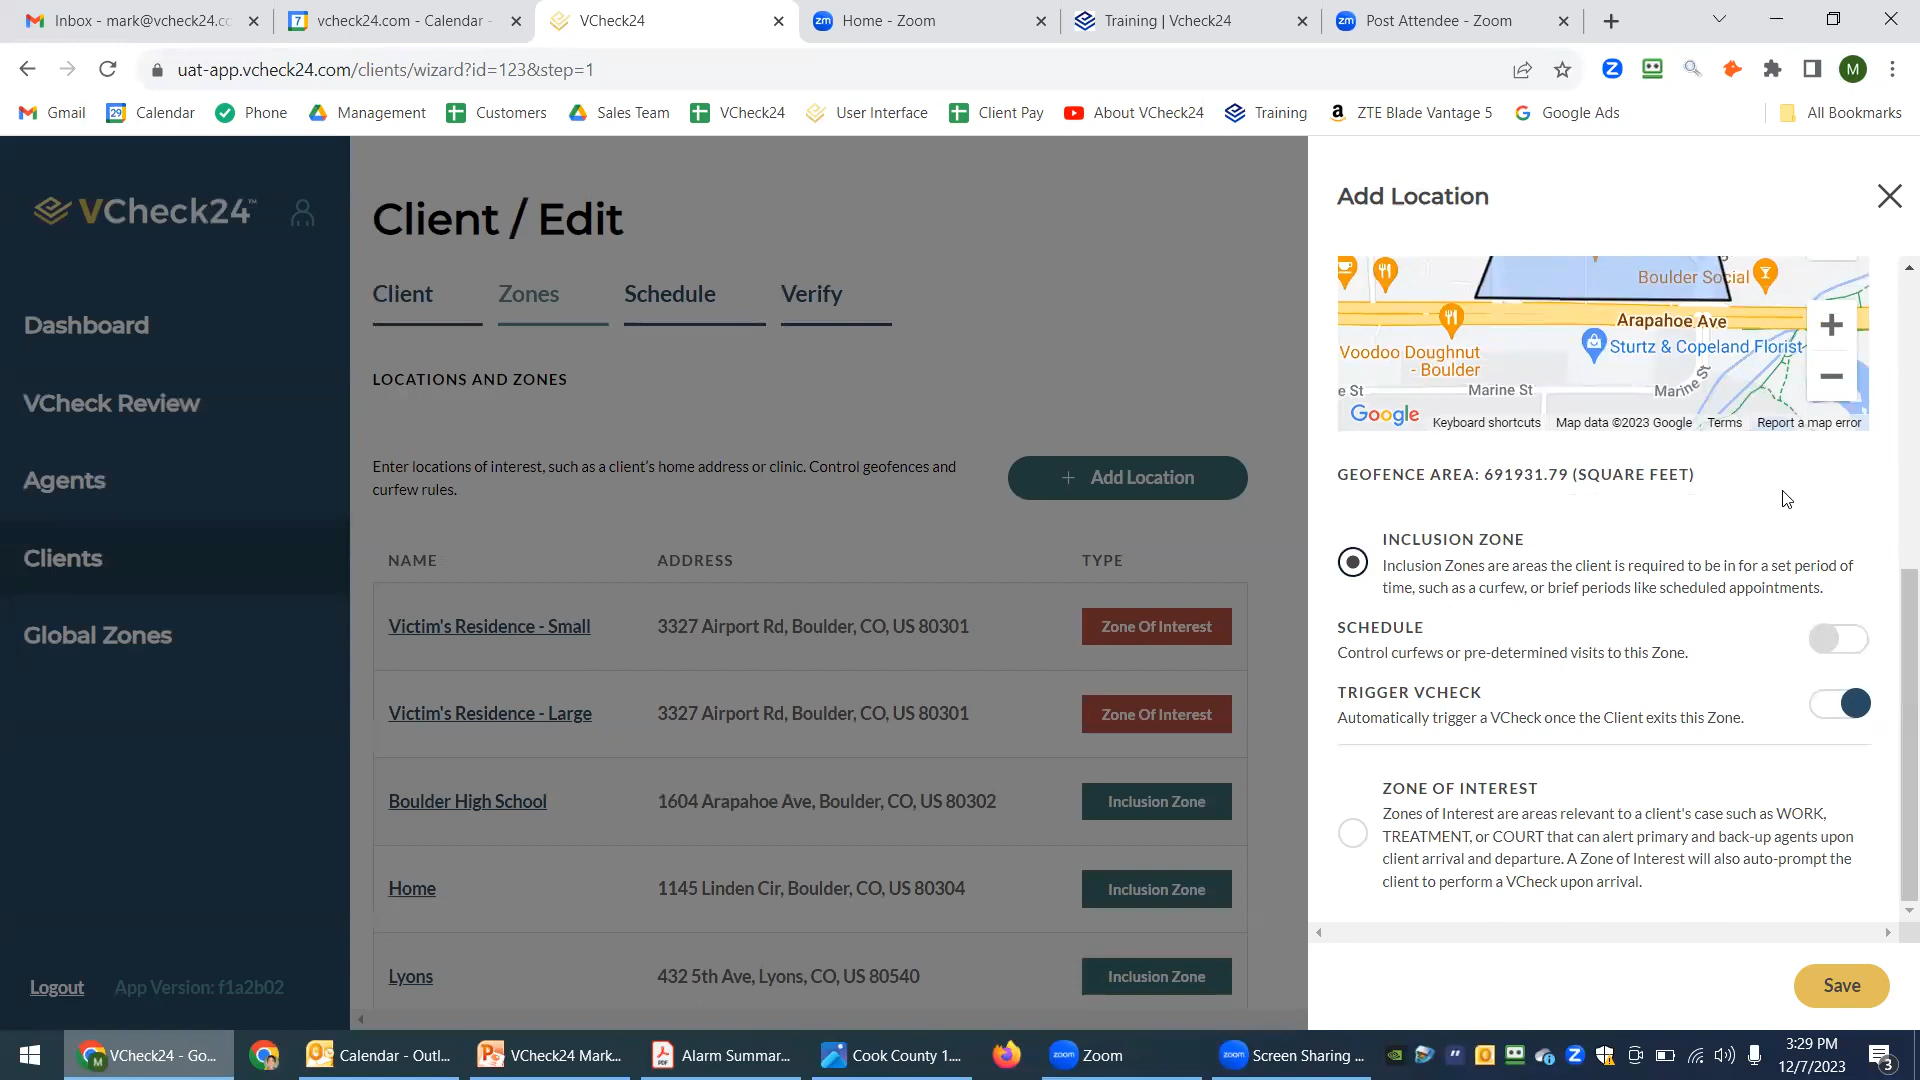 Inbox - mark@vcheck24.cc
vcheck24.com - Calendar -
VCheck24
Home - Zoom
Training | Vcheck24
Post Attendee - Zoom
uat-app.vcheck24.com/clients/wizard?id=123&step=1
M
Gmail
Calendar
Phone
Management
Customers
Sales Team
VCheck24
User Interface
Client Pay
About VCheck24
Training
ZTE Blade Vantage 5
Google Ads
All Bookmarks
VCheck24™
Dashboard
VCheck Review
Agents
Clients
Global Zones
Logout
App Version: f1a2b02
Client / Edit
Client
Zones
Schedule
Verify
LOCATIONS AND ZONES
Enter locations of interest, such as a client's home address or clinic. Control geofences and
curfew rules.
+ Add Location
NAME ADDRESS TYPE
Victim's Residence - Small 3327 Airport Rd, Boulder, CO, US 80301 Zone Of Interest
Victim's Residence - Large 3327 Airport Rd, Boulder, CO, US 80301 Zone Of Interest
Boulder High School 1604 Arapahoe Ave, Boulder, CO, US 80302 Inclusion Zone
Home 1145 Linden Cir, Boulder, CO, US 80304 Inclusion Zone
Lyons 432 5th Ave, Lyons, CO, US 80540 Inclusion Zone
Add Location
Boulder Social
Arapahoe Ave
Voodoo Doughnut
- Boulder
Sturtz & Copeland Florist
e St
Marine St
Marine St
Google
Keyboard shortcuts
Map data ©2023 Google
Terms
Report a map error
GEOFENCE AREA: 691931.79 (SQUARE FEET)
INCLUSION ZONE
Inclusion Zones are areas the client is required to be in for a set period of
time, such as a curfew, or brief periods like scheduled appointments.
SCHEDULE
Control curfews or pre-determined visits to this Zone.
TRIGGER VCHECK
Automatically trigger a VCheck once the Client exits this Zone.
ZONE OF INTEREST
Zones of Interest are areas relevant to a client's case such as WORK,
TREATMENT, or COURT that can alert primary and back-up agents upon
client arrival and departure. A Zone of Interest will also auto-prompt the
client to perform a VCheck upon arrival.
Save
VCheck24 - Go...
Calendar - Outl...
VCheck24 Mark...
Alarm Summar...
Cook County 1....
Zoom
Screen Sharing ...
3:29 PM
12/7/2023
3